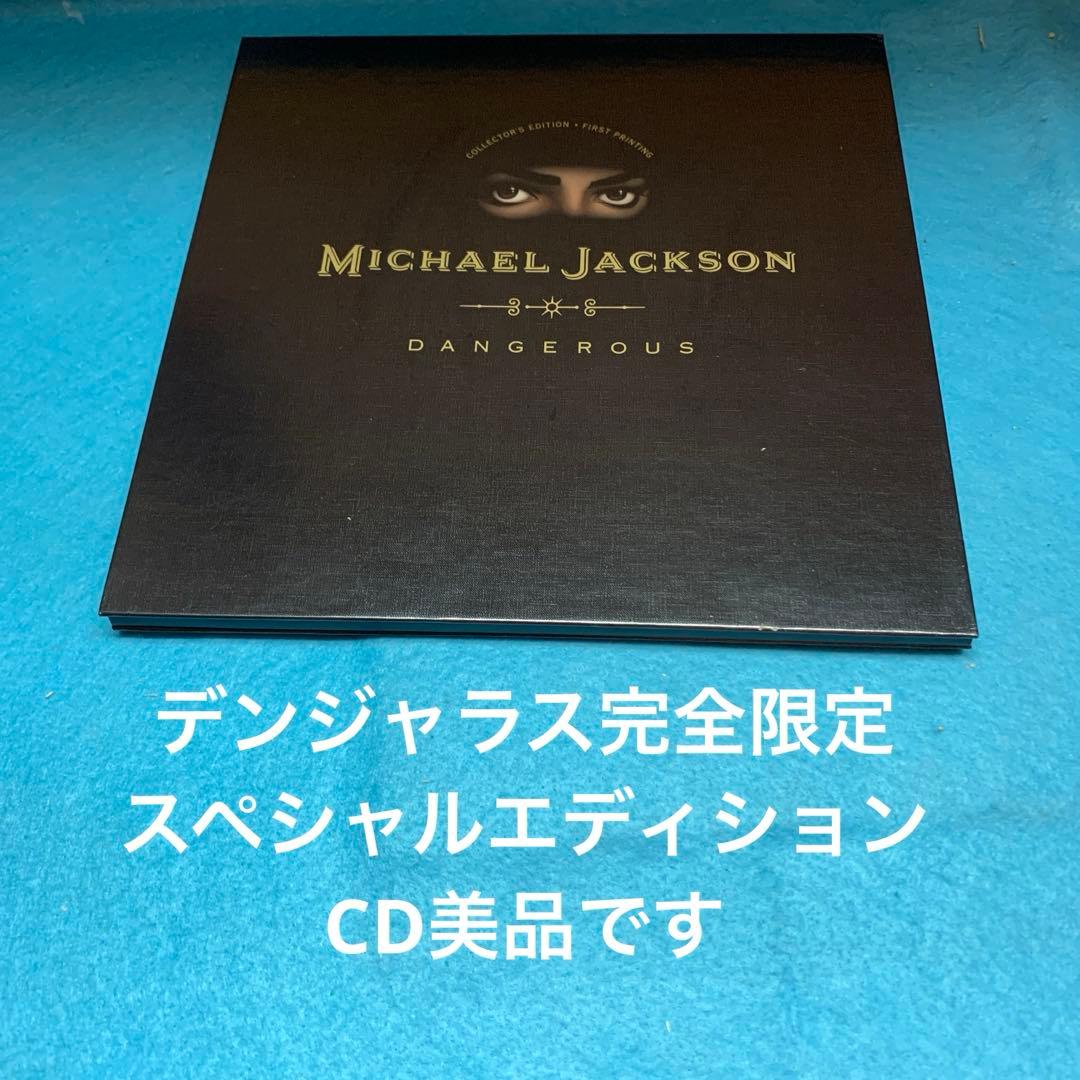 COLLECTOR'S EDITION • FIRST PRINTING
MICHAEL JACKSON
DANGEROUS
デンジャラス完全限定
スペシャルエディション
CD美品です